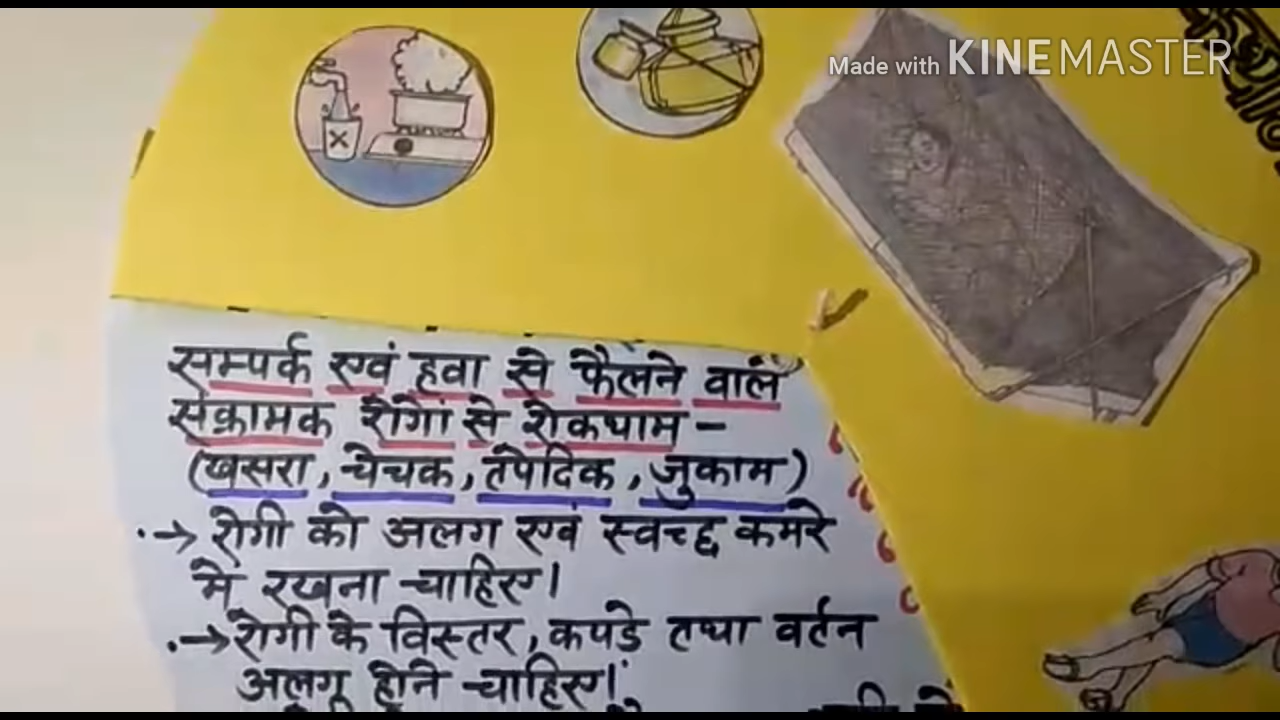 Made with KINEMASTER
सम्पर्क एवं हवा से फैलने वाले
संक्रामक रोगों से रोकथाम –
(खसरा, चेचक, तपेदिक, जुकाम)
→ रोगी को अलग एवं स्वच्छ कमरे
मे रखना चाहिए।
→ रोगी के विस्तर, कपडे तथा वर्तन
अलग होने चाहिए।